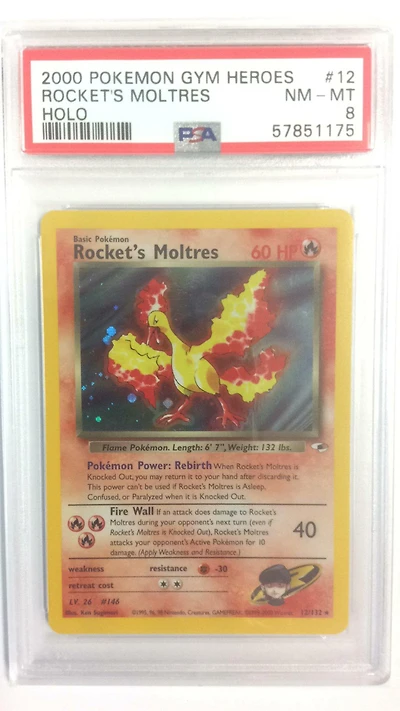 2000 POKEMON GYM HEROES #12
ROCKET'S MOLTRES NM - MT
HOLO 8
PSA 57851175
Basic Pokémon
Rocket's Moltres 60 HP
Flame Pokémon. Length: 6' 7", Weight: 132 lbs.
Pokémon Power: Rebirth When Rocket's Moltres is
Knocked Out, you may return it to your hand after discarding it.
This power can't be used if Rocket's Moltres is Asleep,
Confused, or Paralyzed when it is Knocked Out.
Fire Wall If an attack does damage to Rocket's
Moltres during your opponent's next turn (even if
Rocket's Moltres is Knocked Out), Rocket's Moltres
attacks your opponent's Active Pokémon for 10
damage. (Apply Weakness and Resistance.)
40
weakness resistance -30
retreat cost
LV. 26 #146
Illus. Ken Sugimori 12/132